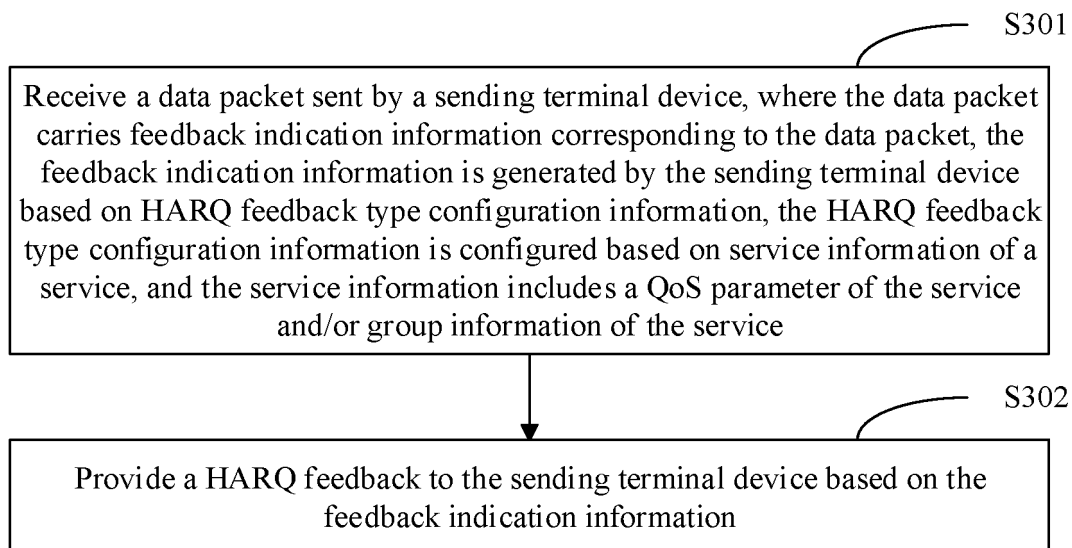 S301
Receive a data packet sent by a sending terminal device, where the data packet
carries feedback indication information corresponding to the data packet, the
feedback indication information is generated by the sending terminal device
based on HARQ feedback type configuration information, the HARQ feedback
type configuration information is configured based on service information of a
service, and the service information includes a QoS parameter of the service
and/or group information of the service
S302
Provide a HARQ feedback to the sending terminal device based on the
feedback indication information